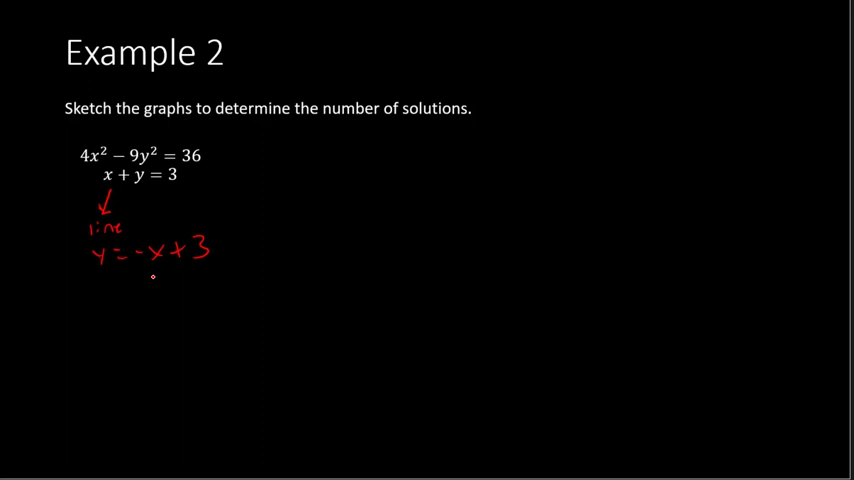 Example 2
Sketch the graphs to determine the number of solutions.
4x² − 9y² = 36
x + y = 3
line
y = -x + 3